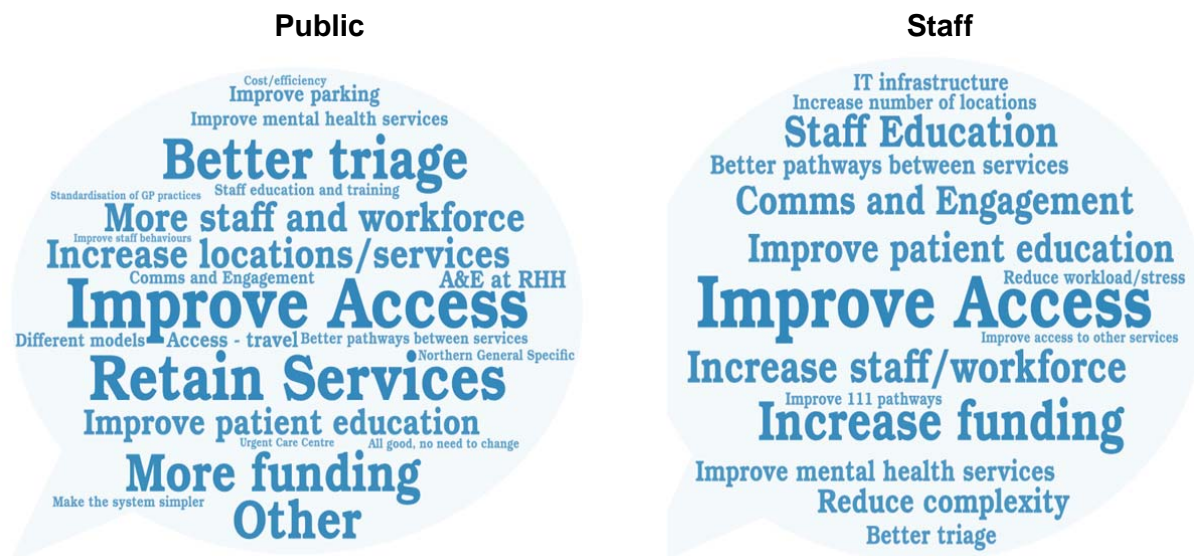 Public
Cost/efficiency
Improve parking
Improve mental health services
Better triage
Standardisation of GP practices
Staff education and training
More staff and workforce
Improve staff behaviours
Increase locations/services
Comms and Engagement
A&E at RHH
Improve Access
Different models
Access - travel
Better pathways between services
Northern General Specific
Retain Services
Improve patient education
Urgent Care Centre
All good, no need to change
More funding
Make the system simpler
Other
Staff
IT infrastructure
Increase number of locations
Staff Education
Better pathways between services
Comms and Engagement
Improve patient education
Reduce workload/stress
Improve Access
Improve access to other services
Increase staff/workforce
Improve 111 pathways
Increase funding
Improve mental health services
Reduce complexity
Better triage